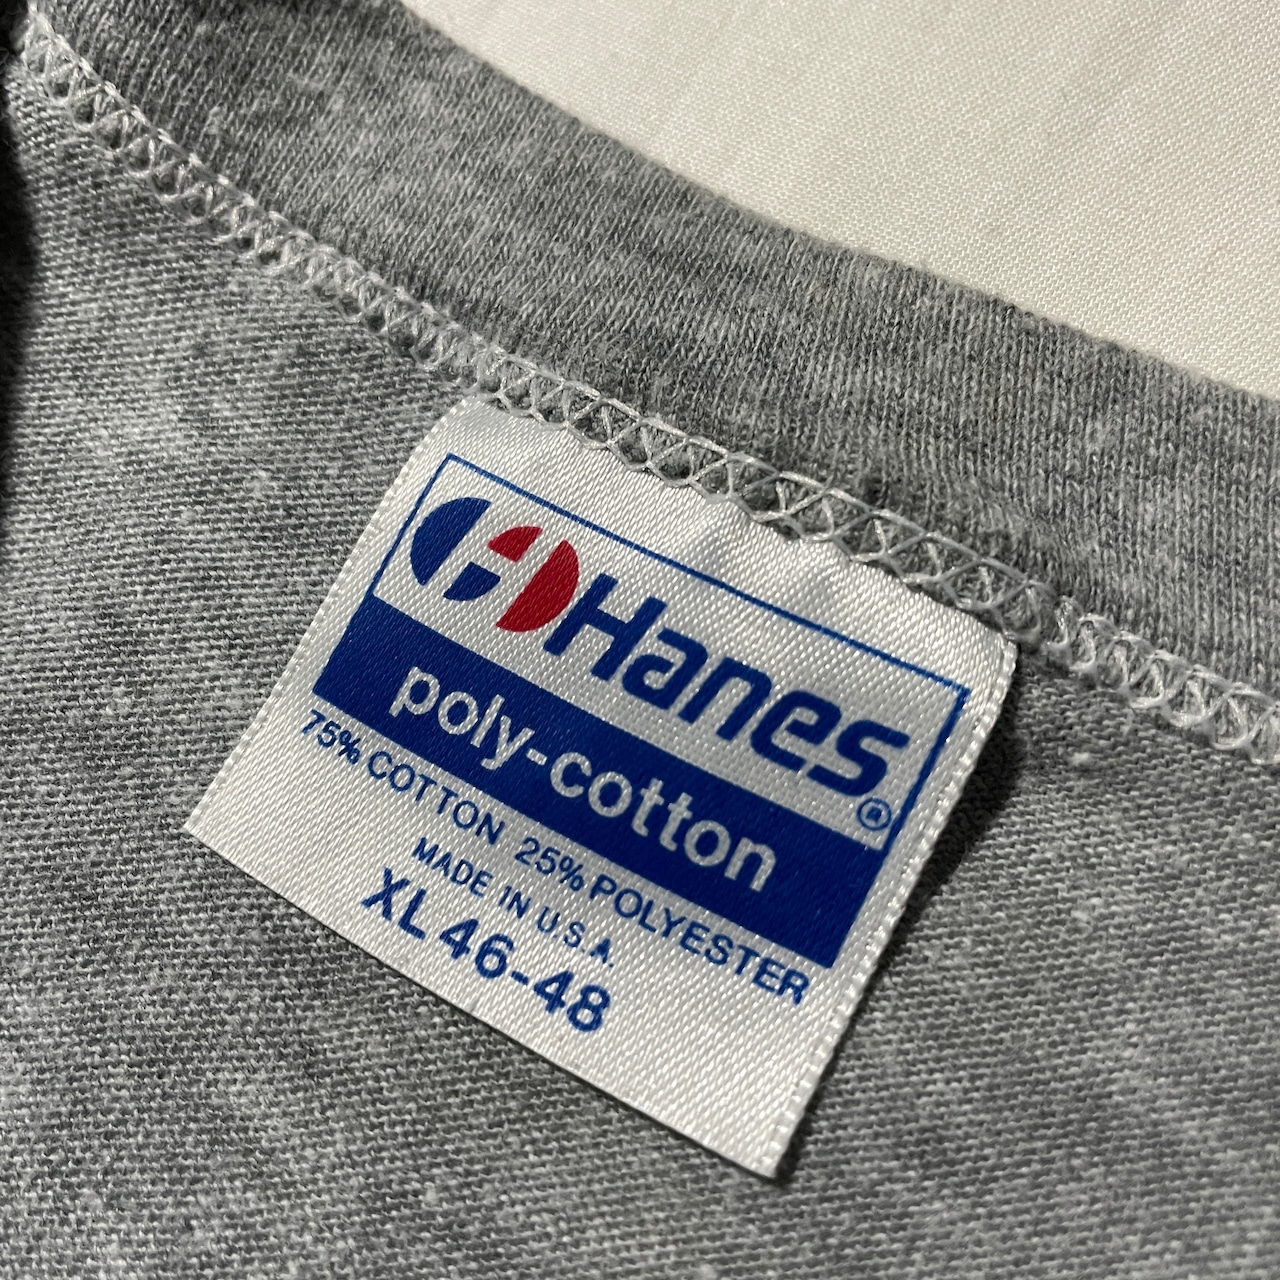 Hanes®
poly-cotton
75% COTTON 25% POLYESTER
MADE IN U.S.A.
XL 46-48